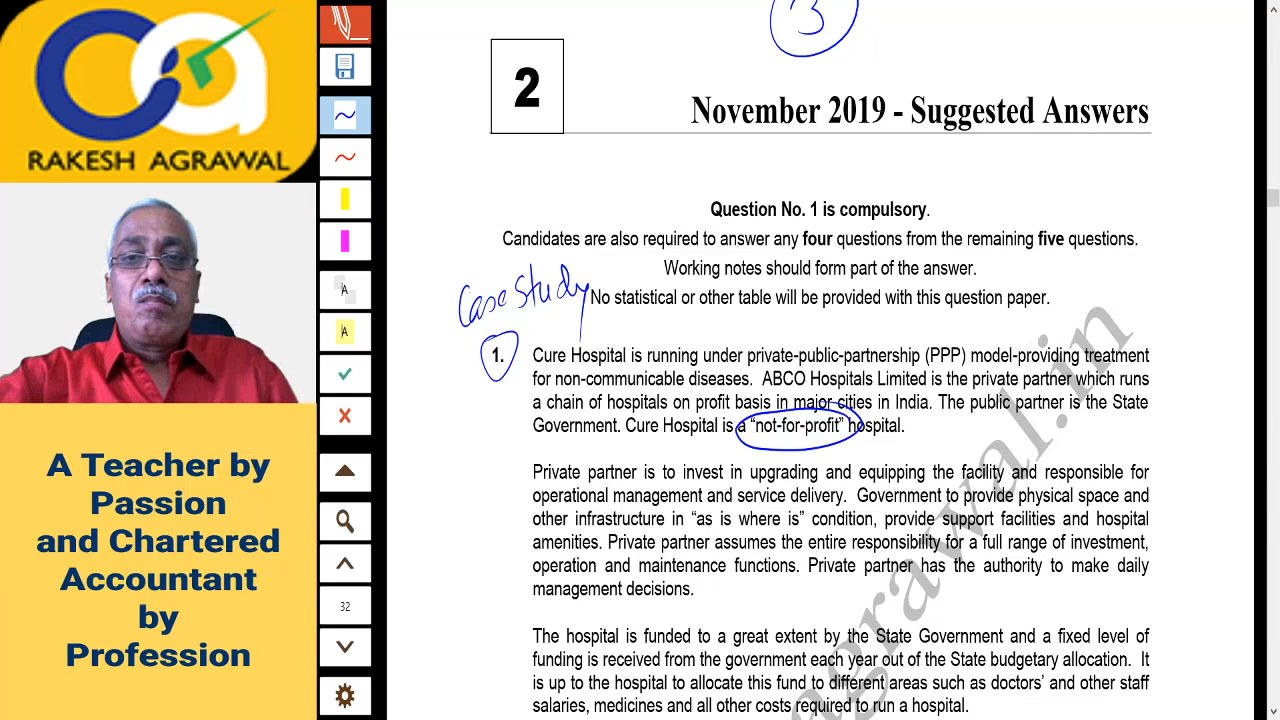 3
ca
RAKESH AGRAWAL
2
November 2019 - Suggested Answers
Question No. 1 is compulsory.
Candidates are also required to answer any four questions from the remaining five questions.
Working notes should form part of the answer.
Case Study
No statistical or other table will be provided with this question paper.
1. Cure Hospital is running under private-public-partnership (PPP) model-providing treatment
for non-communicable diseases. ABCO Hospitals Limited is the private partner which runs
a chain of hospitals on profit basis in major cities in India. The public partner is the State
Government. Cure Hospital is a “not-for-profit” hospital.
Private partner is to invest in upgrading and equipping the facility and responsible for
operational management and service delivery. Government to provide physical space and
other infrastructure in “as is where is” condition, provide support facilities and hospital
amenities. Private partner assumes the entire responsibility for a full range of investment,
operation and maintenance functions. Private partner has the authority to make daily
management decisions.
The hospital is funded to a great extent by the State Government and a fixed level of
funding is received from the government each year out of the State budgetary allocation. It
is up to the hospital to allocate this fund to different areas such as doctors’ and other staff
salaries, medicines and all other costs required to run a hospital.
agrawal.in
A
A
32
A Teacher by
Passion
and Chartered
Accountant
by
Profession